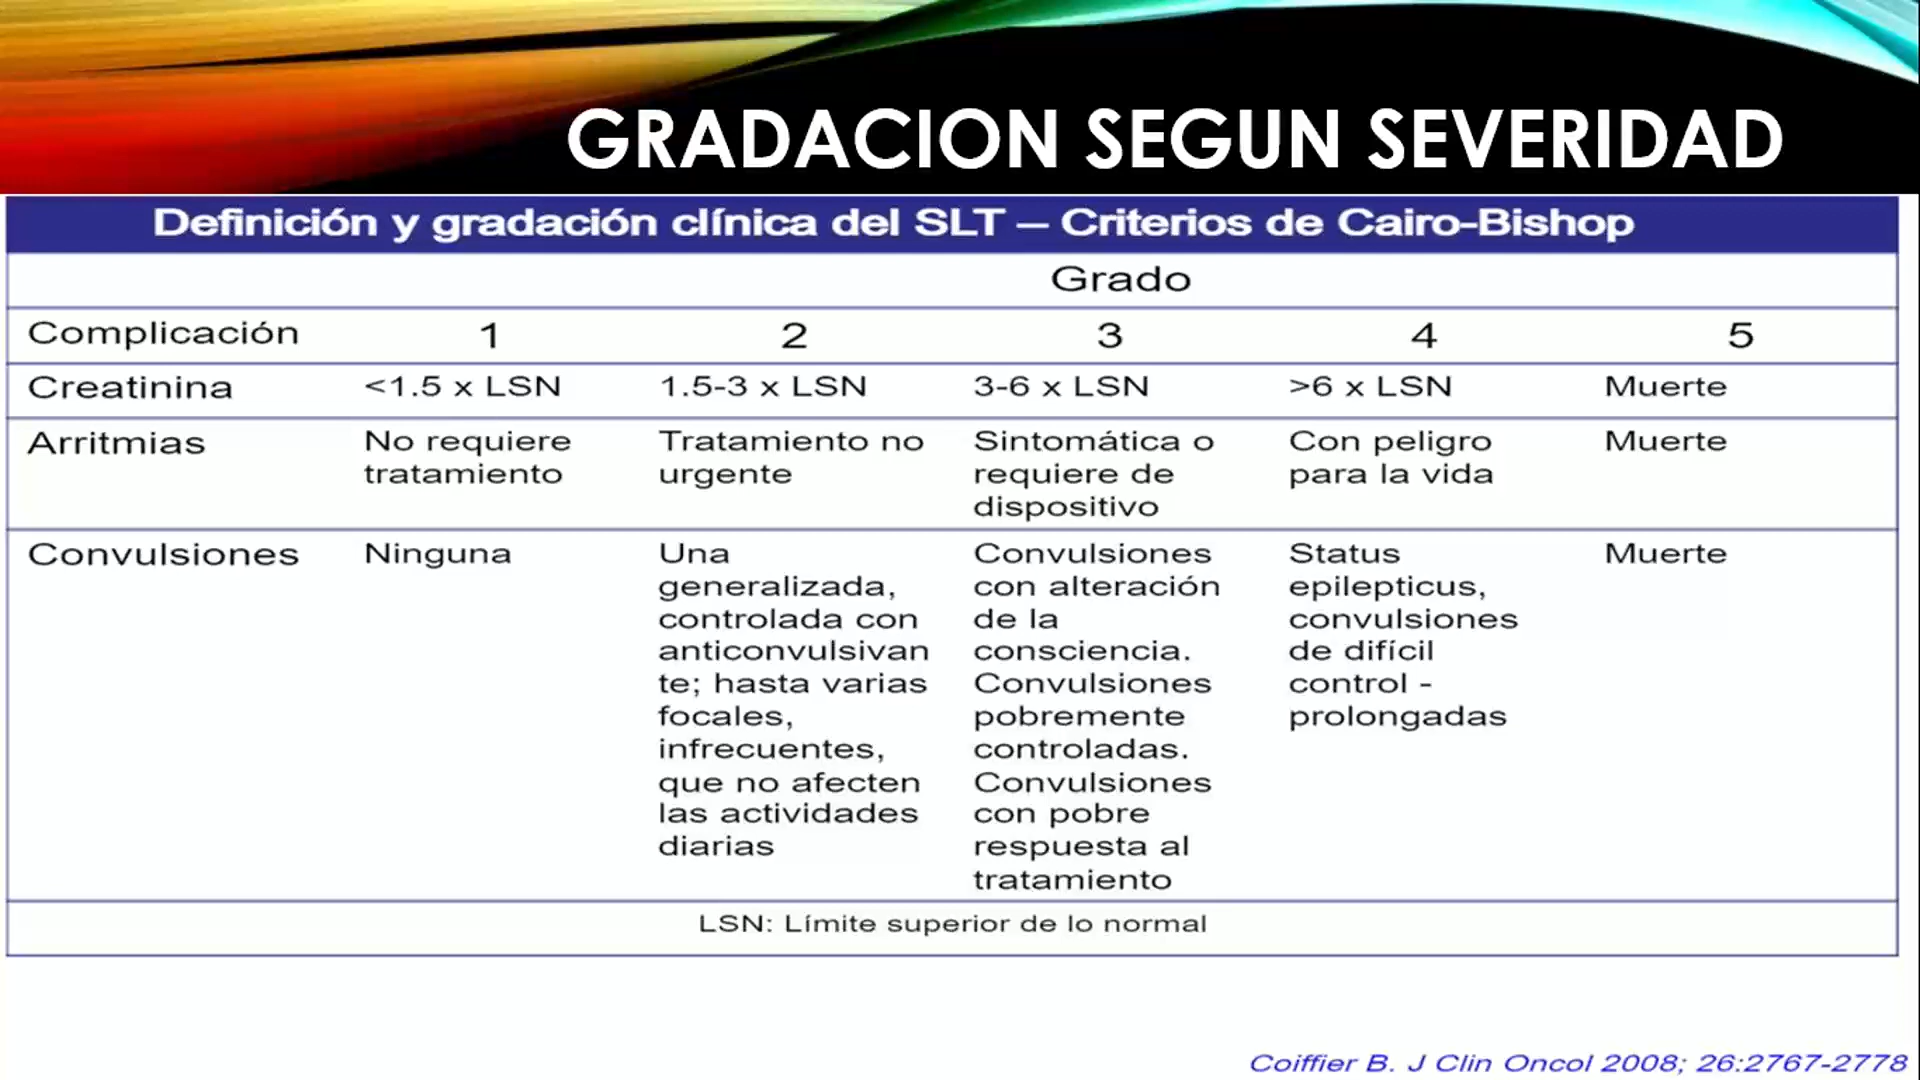 GRADACION SEGUN SEVERIDAD
Definición y gradación clínica del SLT – Criterios de Cairo-Bishop
Grado
Complicación 1 2 3 4 5
Creatinina <1.5 x LSN 1.5-3 x LSN 3-6 x LSN >6 x LSN Muerte
Arritmias
No requiere
tratamiento
Tratamiento no
urgente
Sintomática o
requiere de
dispositivo
Con peligro
para la vida
Muerte
Convulsiones
Ninguna
Una
generalizada,
controlada con
anticonvulsivan
te; hasta varias
focales,
infrecuentes,
que no afecten
las actividades
diarias
Convulsiones
con alteración
de la
consciencia.
Convulsiones
pobremente
controladas.
Convulsiones
con pobre
respuesta al
tratamiento
Status
epilepticus,
convulsiones
de difícil
control -
prolongadas
Muerte
LSN: Límite superior de lo normal
Coiffier B. J Clin Oncol 2008; 26:2767-2778